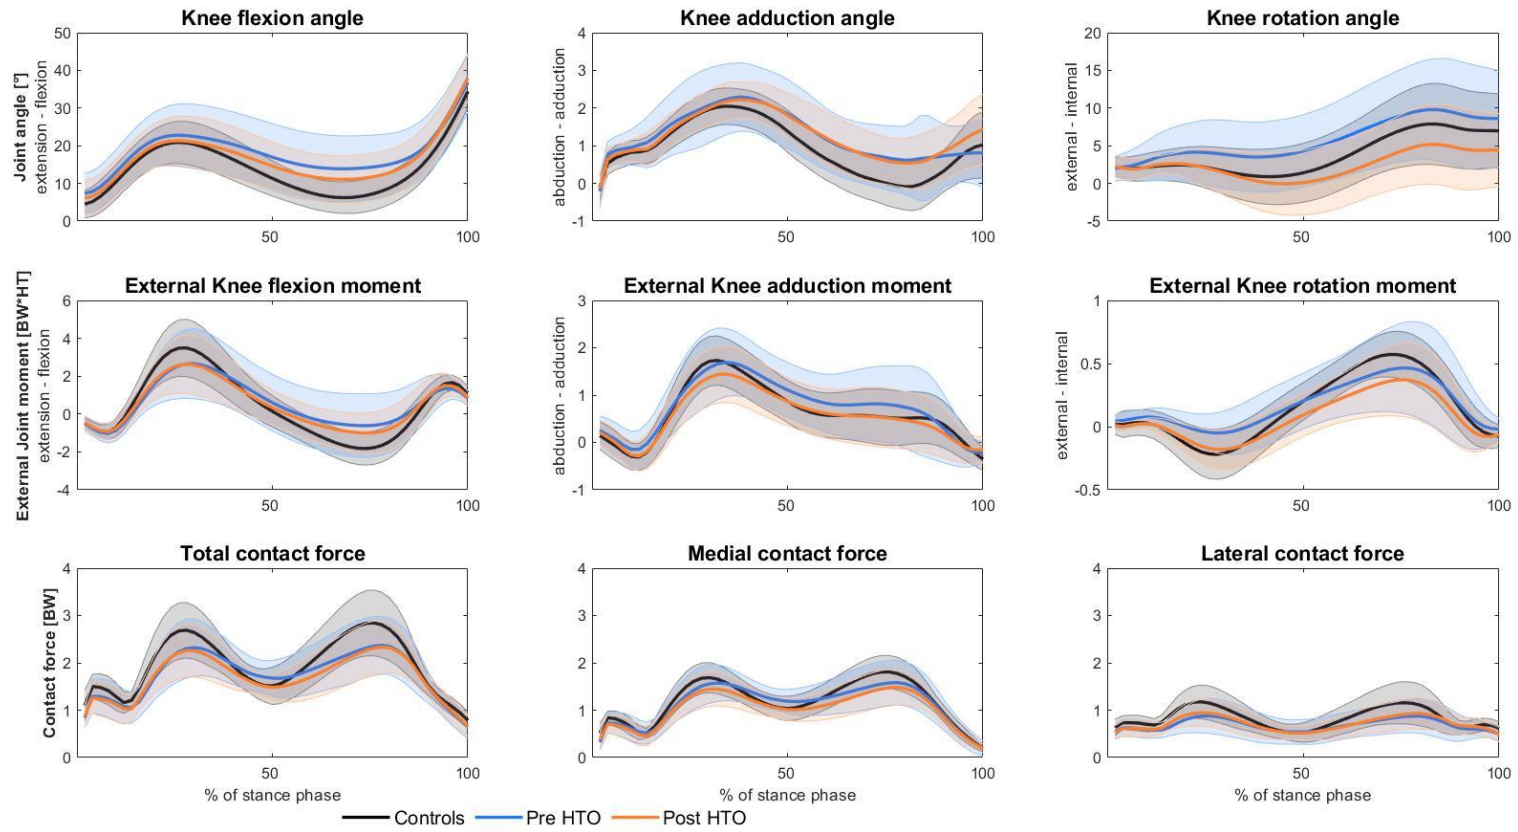 Knee flexion angle
Knee adduction angle
Knee rotation angle
Joint angle [°]
extension - flexion
50
40
30
20
10
0
50
100
abduction - adduction
4
3
2
1
0
-1
50
100
external - internal
20
15
10
5
0
-5
50
100
External Knee flexion moment
External Knee adduction moment
External Knee rotation moment
External Joint moment [BW*HT]
extension - flexion
6
4
2
0
-2
-4
50
100
abduction - adduction
3
2
1
0
-1
50
100
external - internal
1
0.5
0
-0.5
50
100
Total contact force
Medial contact force
Lateral contact force
Contact force [BW]
4
3
2
1
0
50
100
% of stance phase
4
3
2
1
0
50
100
% of stance phase
4
3
2
1
0
50
100
% of stance phase
Controls
Pre HTO
Post HTO